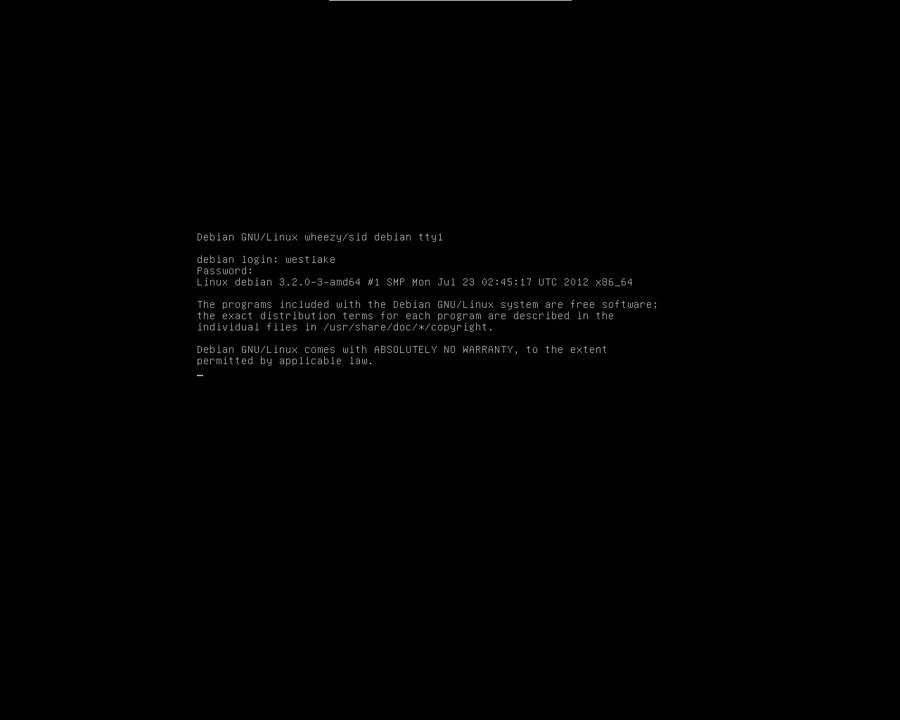 Debian GNU/Linux wheezy/sid debian tty1
debian login: westlake
Password:
Linux debian 3.2.0-3-amd64 #1 SMP Mon Jul 23 02:45:17 UTC 2012 x86_64
The programs included with the Debian GNU/Linux system are free software;
the exact distribution terms for each program are described in the
individual files in /usr/share/doc/*/copyright.
Debian GNU/Linux comes with ABSOLUTELY NO WARRANTY, to the extent
permitted by applicable law.